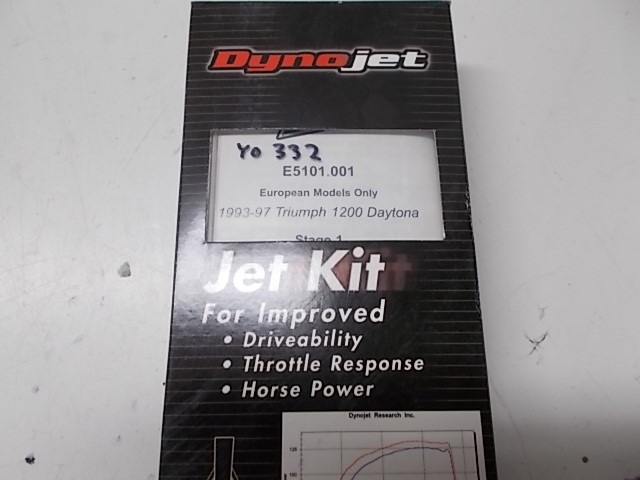 Dynojet
YO 332
E5101.001
European Models Only
1993-97 Triumph 1200 Daytona
Stage 1
Jet Kit
For Improved
• Driveability
• Throttle Response
• Horse Power
Dynojet Research Inc.